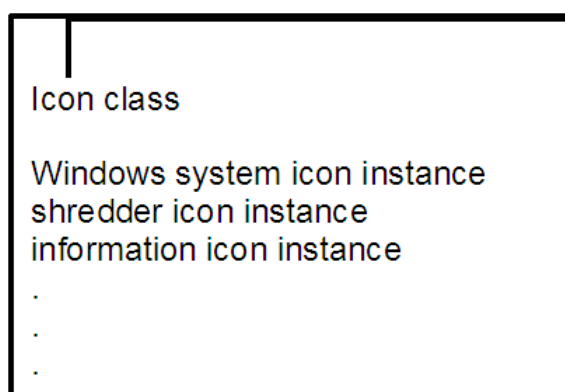 Icon class
Windows system icon instance
shredder icon instance
information icon instance
.
.
.